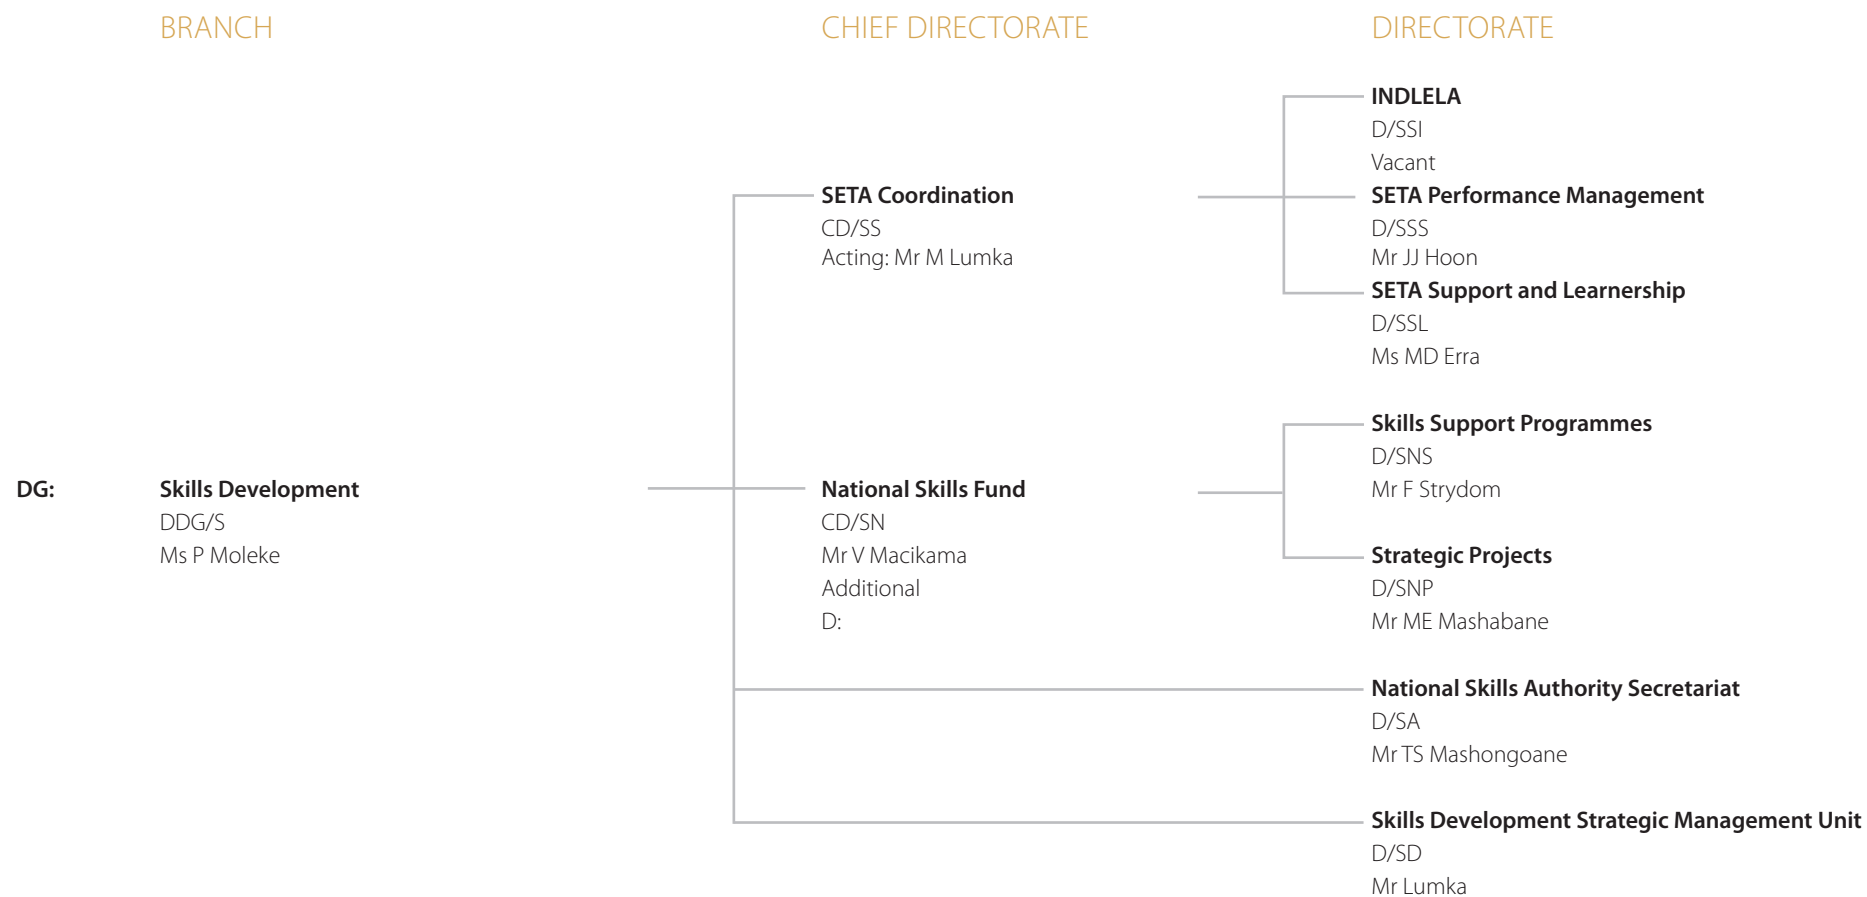 BRANCH
CHIEF DIRECTORATE
DIRECTORATE
DG:
Skills Development
DDG/S
Ms P Moleke
SETA Coordination
CD/SS
Acting: Mr M Lumka
National Skills Fund
CD/SN
Mr V Macikama
Additional
D:
INDLELA
D/SSI
Vacant
SETA Performance Management
D/SSS
Mr JJ Hoon
SETA Support and Learnership
D/SSL
Ms MD Erra
Skills Support Programmes
D/SNS
Mr F Strydom
Strategic Projects
D/SNP
Mr ME Mashabane
National Skills Authority Secretariat
D/SA
Mr TS Mashongoane
Skills Development Strategic Management Unit
D/SD
Mr Lumka